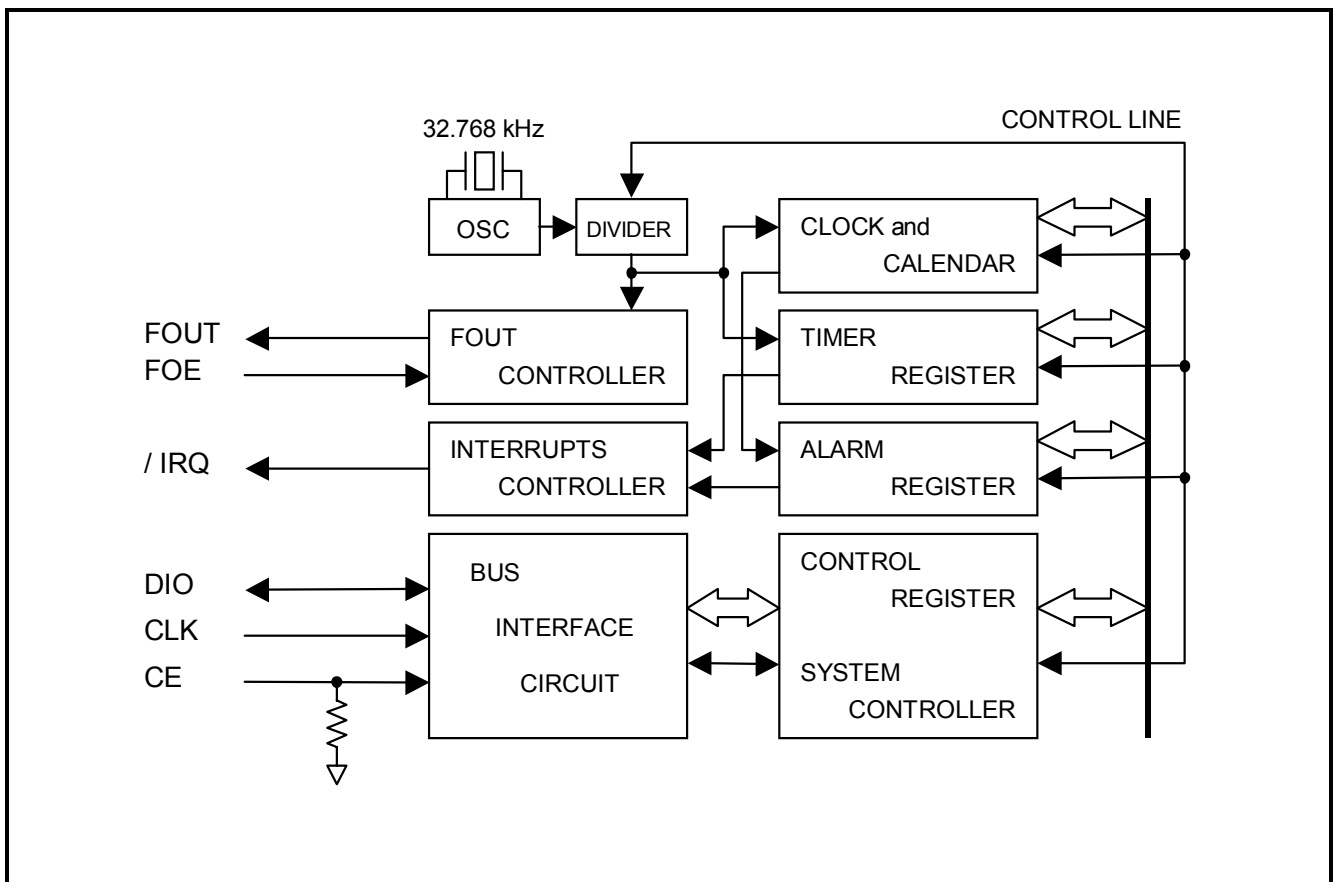 32.768 kHz
CONTROL LINE
OSC
DIVIDER
CLOCK and
CALENDAR
FOUT
FOE
FOUT
CONTROLLER
TIMER
REGISTER
/ IRQ
INTERRUPTS
CONTROLLER
ALARM
REGISTER
DIO
CLK
CE
BUS
INTERFACE
CIRCUIT
CONTROL
REGISTER
SYSTEM
CONTROLLER